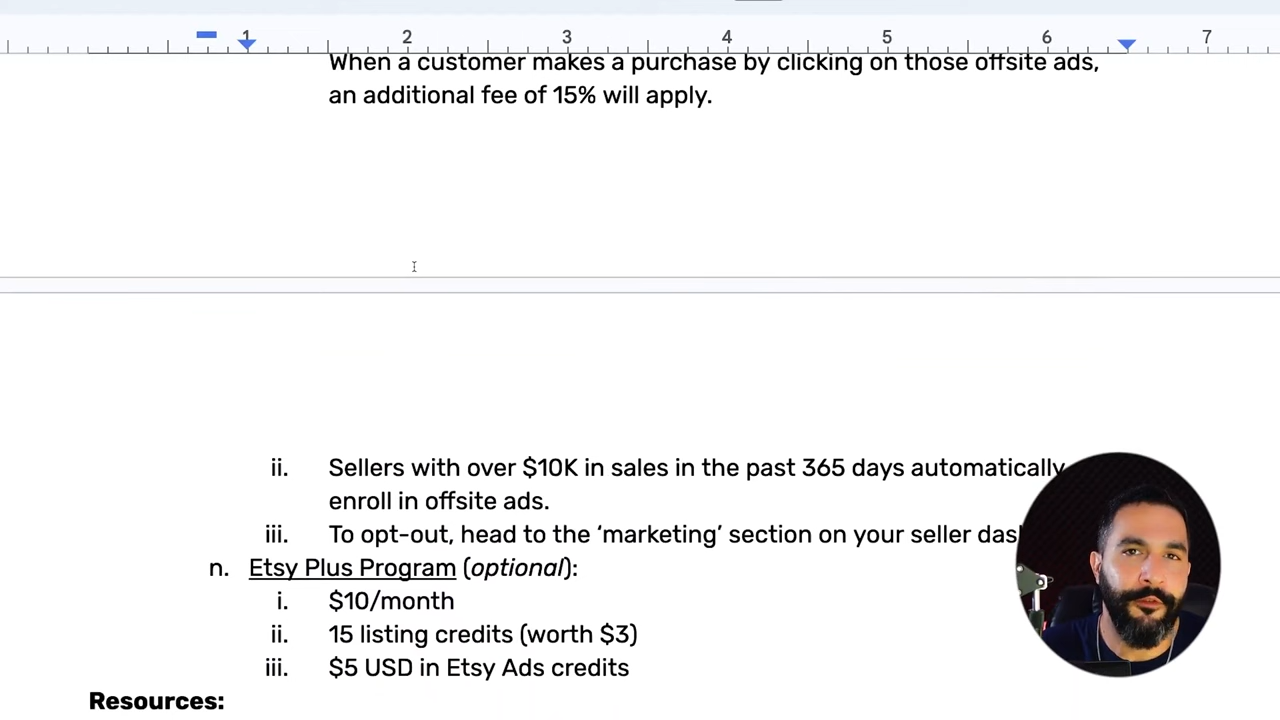 1 2 3 4 5 6 7
When a customer makes a purchase by clicking on those offsite ads,
an additional fee of 15% will apply.
ii. Sellers with over $10K in sales in the past 365 days automatically
enroll in offsite ads.
iii. To opt-out, head to the ‘marketing’ section on your seller
n. Etsy Plus Program (optional):
i. $10/month
ii. 15 listing credits (worth $3)
iii. $5 USD in Etsy Ads credits
Resources: